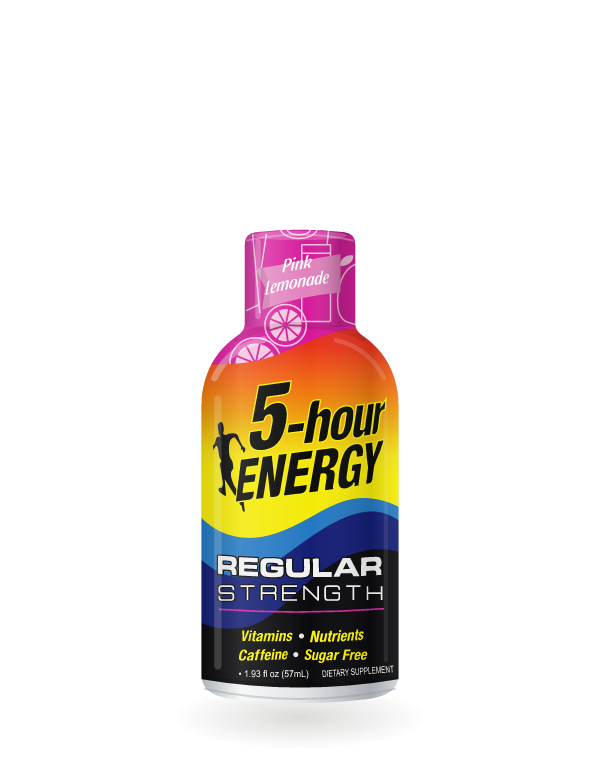 Pink
Lemonade
5-hour
ENERGY
REGULAR
STRENGTH
Vitamins • Nutrients
Caffeine • Sugar Free
• 1.93 fl oz (57mL) DIETARY SUPPLEMENT